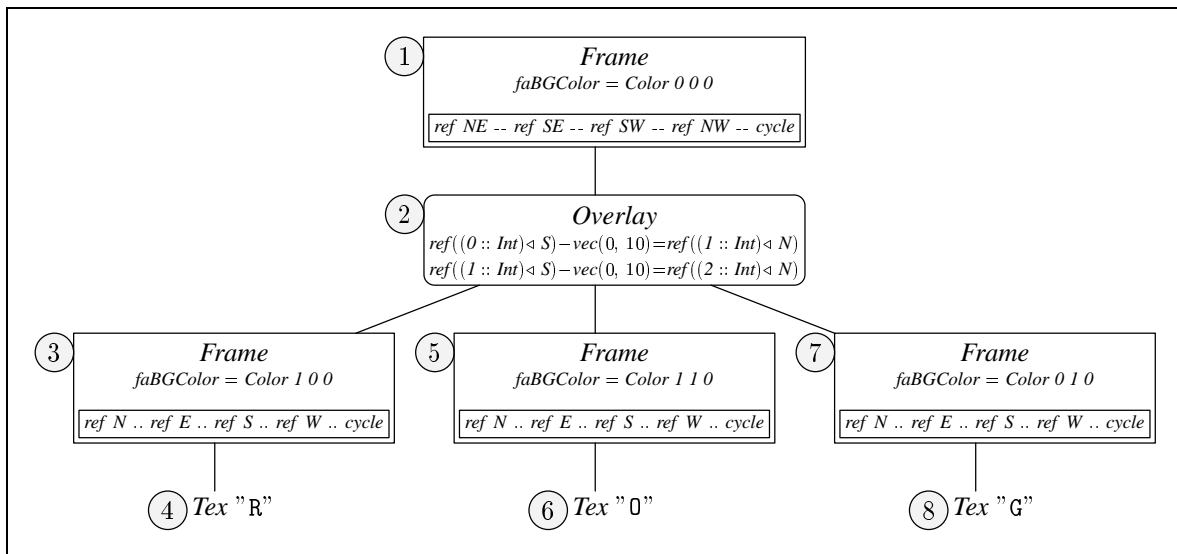 1
Frame
faBGColor = Color 0 0 0
ref NE -- ref SE -- ref SW -- ref NW -- cycle
2
Overlay
ref((0 :: Int)◃ S)−vec(0, 10)=ref((1 :: Int)◃ N)
ref((1 :: Int)◃ S)−vec(0, 10)=ref((2 :: Int)◃ N)
3
Frame
faBGColor = Color 1 0 0
ref N .. ref E .. ref S .. ref W .. cycle
5
Frame
faBGColor = Color 1 1 0
ref N .. ref E .. ref S .. ref W .. cycle
7
Frame
faBGColor = Color 0 1 0
ref N .. ref E .. ref S .. ref W .. cycle
4 Tex ”R”
6 Tex ”O”
8 Tex ”G”